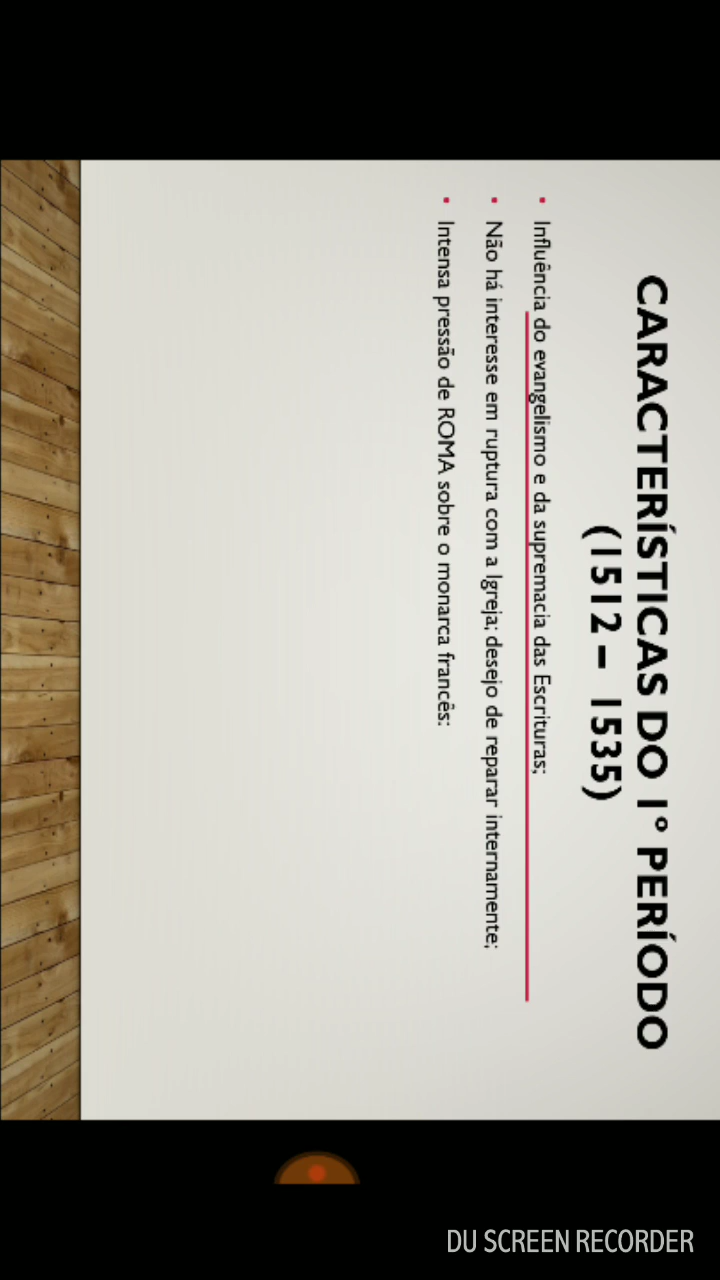 CARACTERÍSTICAS DO 1º PERÍODO
(1512 – 1535)
• Influência do evangelismo e da supremacia das Escrituras;
• Não há interesse em ruptura com a Igreja; desejo de reparar internamente;
• Intensa pressão de ROMA sobre o monarca francês:
DU SCREEN RECORDER